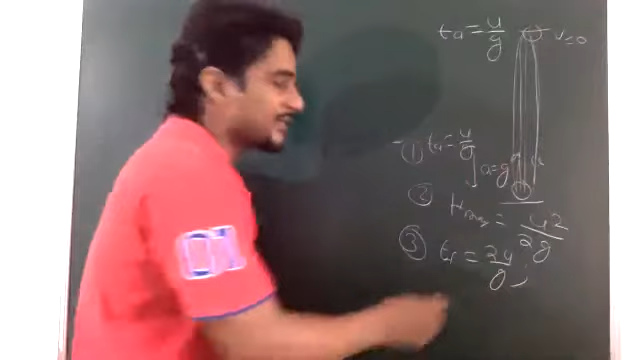 ta = u/g
v=0
① ta = u/g
a=g
u
② Hmax = u2/2g
③ tf = 2u/g